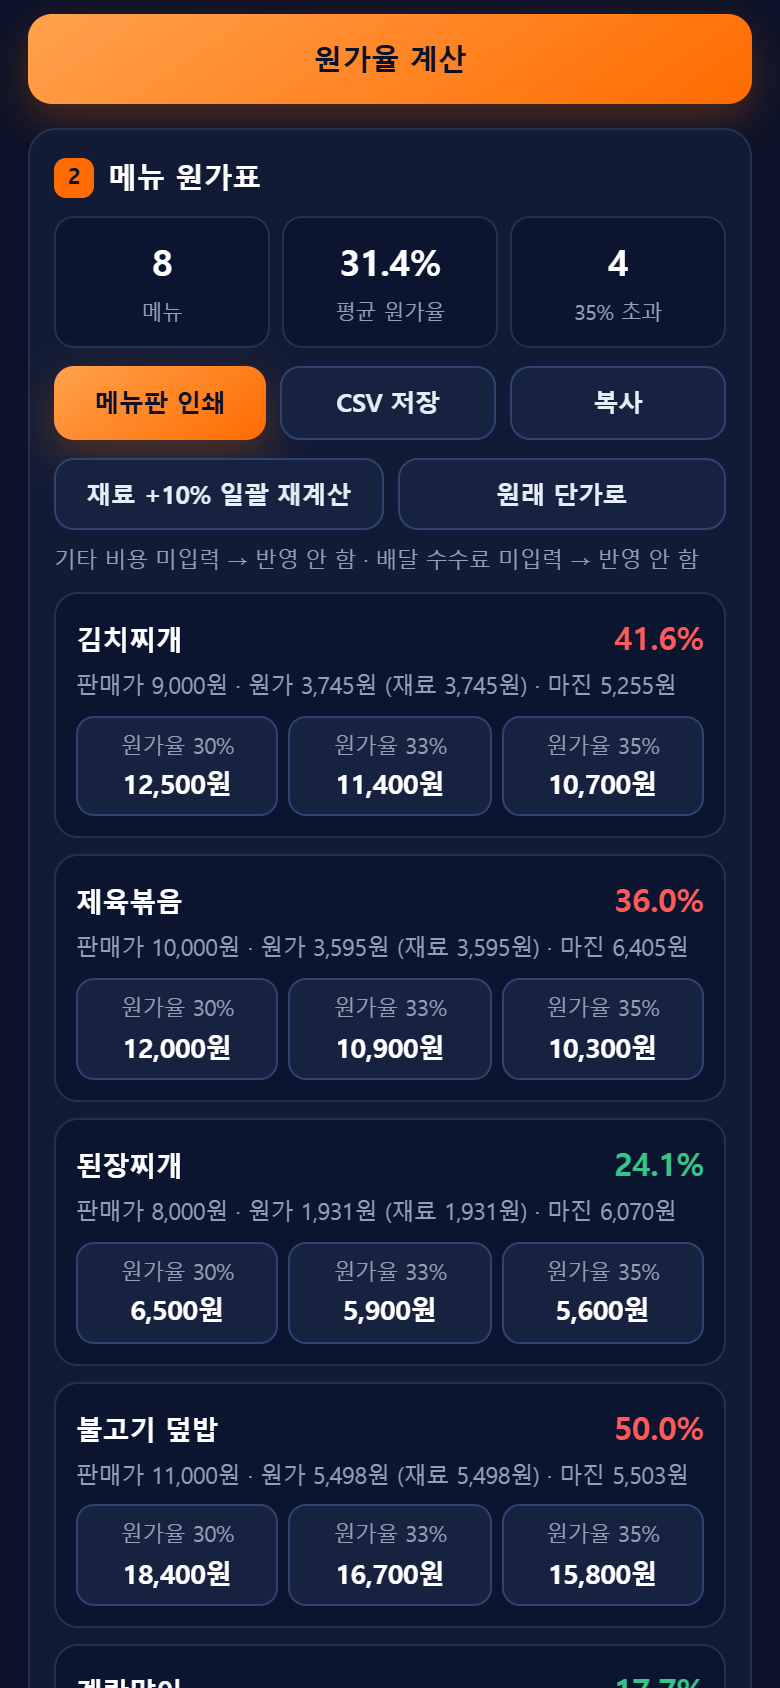 원가율 계산
2 메뉴 원가표
8 31.4% 4
메뉴 평균 원가율 35% 초과
메뉴판 인쇄 CSV 저장 복사
재료 +10% 일괄 재계산 원래 단가로
기타 비용 미입력 → 반영 안 함 · 배달 수수료 미입력 → 반영 안 함
김치찌개 41.6%
판매가 9,000원 · 원가 3,745원 (재료 3,745원) · 마진 5,255원
원가율 30% 원가율 33% 원가율 35%
12,500원 11,400원 10,700원
제육볶음 36.0%
판매가 10,000원 · 원가 3,595원 (재료 3,595원) · 마진 6,405원
원가율 30% 원가율 33% 원가율 35%
12,000원 10,900원 10,300원
된장찌개 24.1%
판매가 8,000원 · 원가 1,931원 (재료 1,931원) · 마진 6,070원
원가율 30% 원가율 33% 원가율 35%
6,500원 5,900원 5,600원
불고기 덮밥 50.0%
판매가 11,000원 · 원가 5,498원 (재료 5,498원) · 마진 5,503원
원가율 30% 원가율 33% 원가율 35%
18,400원 16,700원 15,800원
17.7%